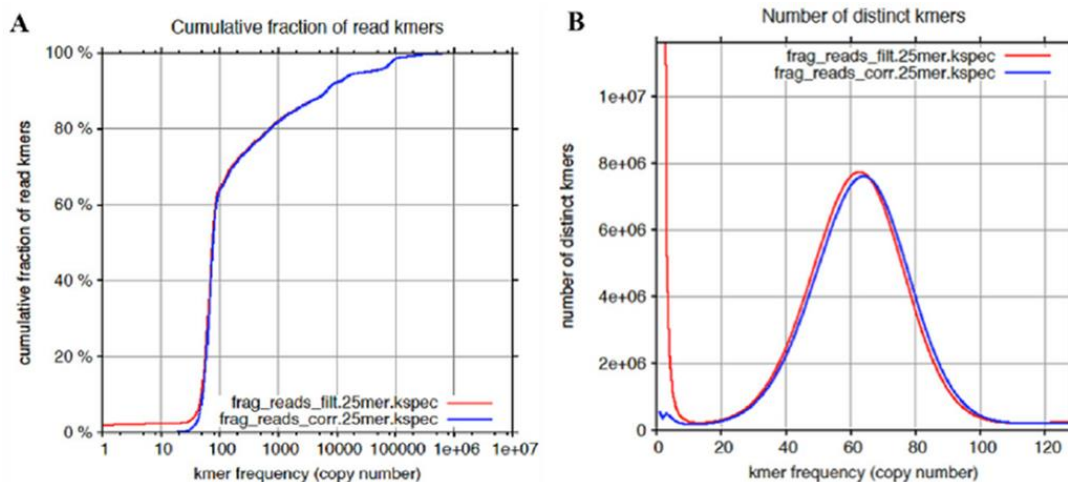 A
Cumulative fraction of read kmers
100 %
80 %
60 %
40 %
20 %
0 %
cumulative fraction of read kmers
frag_reads_filt.25mer.kspec
frag_reads_corr.25mer.kspec
1 10 100 1000 10000 100000 1e+06 1e+07
kmer frequency (copy number)
B
Number of distinct kmers
frag_reads_filt.25mer.kspec
frag_reads_corr.25mer.kspec
1e+07
8e+06
6e+06
4e+06
2e+06
0
number of distinct kmers
0 20 40 60 80 100 120
kmer frequency (copy number)